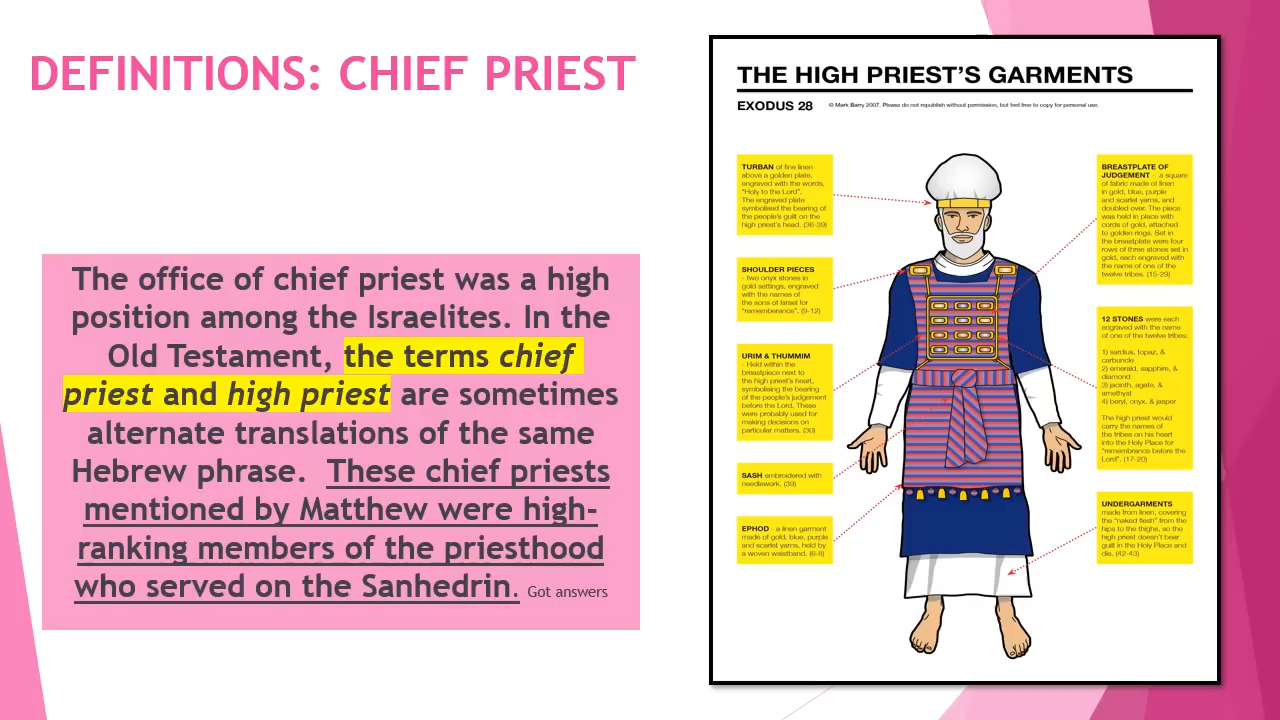 DEFINITIONS: CHIEF PRIEST
The office of chief priest was a high
position among the Israelites. In the
Old Testament, the terms chief
priest and high priest are sometimes
alternate translations of the same
Hebrew phrase.  These chief priests
mentioned by Matthew were high-
ranking members of the priesthood
who served on the Sanhedrin. Got answers
THE HIGH PRIEST'S GARMENTS
EXODUS 28
© Mark Barry 2007. Please do not republish without permission, but feel free to copy for personal use.
TURBAN of fine linen
above a golden plate,
engraved with the words,
"Holy to the Lord".
The engraved plate
symbolised the bearing of
the people's guilt on the
high priest's head. (36-39)
SHOULDER PIECES
- two onyx stones in
gold settings, engraved
with the names of
the sons of Israel for
"rememberance". (9-12)
URIM & THUMMIM
- Held within the
breastpiece next to
the high priest's heart,
symbolising the bearing
of the people's judgement
before the Lord. These
were probably used for
making decisions on
particular matters. (30)
SASH embroidered with
needlework. (39)
EPHOD - a linen garment
made of gold, blue, purple
and scarlet yarns, held by
a woven waistband. (6-8)
BREASTPLATE OF
JUDGEMENT - a square
of fabric made of linen
in gold, blue, purple
and scarlet yarns, and
doubled over. The piece
was held in place with
cords of gold, attached
to golden rings. Set in
the breastplate were four
rows of three stones set in
gold, each engraved with
the name of one of the
twelve tribes. (15-29)
12 STONES were each
engraved with the name
of one of the twelve tribes:
1) sardius, topaz, &
carbuncle
2) emerald, sapphire, &
diamond
3) jacinth, agate, &
amethyst
4) beryl, onyx, & jasper
The high priest would
carry the names of
the tribes on his heart
into the Holy Place for
"remembrance before the
Lord". (17-20)
UNDERGARMENTS
made from linen, covering
the "naked flesh" from the
hips to the thighs, so the
high priest doesn't bear
guilt in the Holy Place and
die. (42-43)